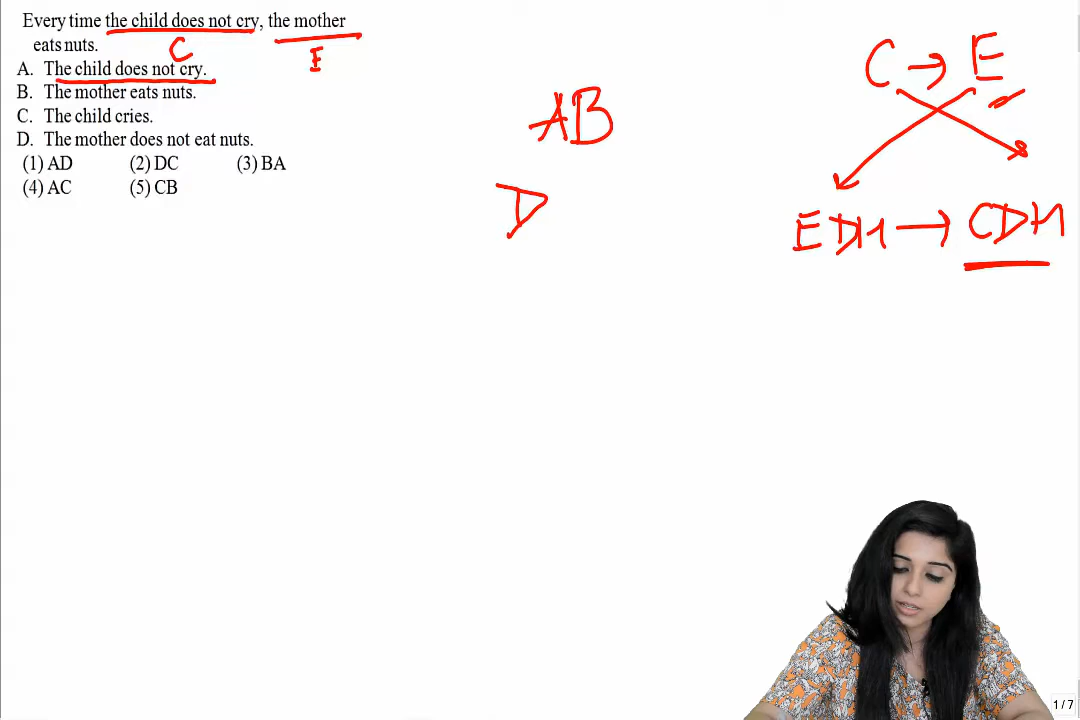 Every time the child does not cry, the mother
eats nuts.
C
E
A. The child does not cry.
B. The mother eats nuts.
C. The child cries.
D. The mother does not eat nuts.
(1) AD (2) DC (3) BA
(4) AC (5) CB
AB
D
C → E
EDH → CDH
1 / 7